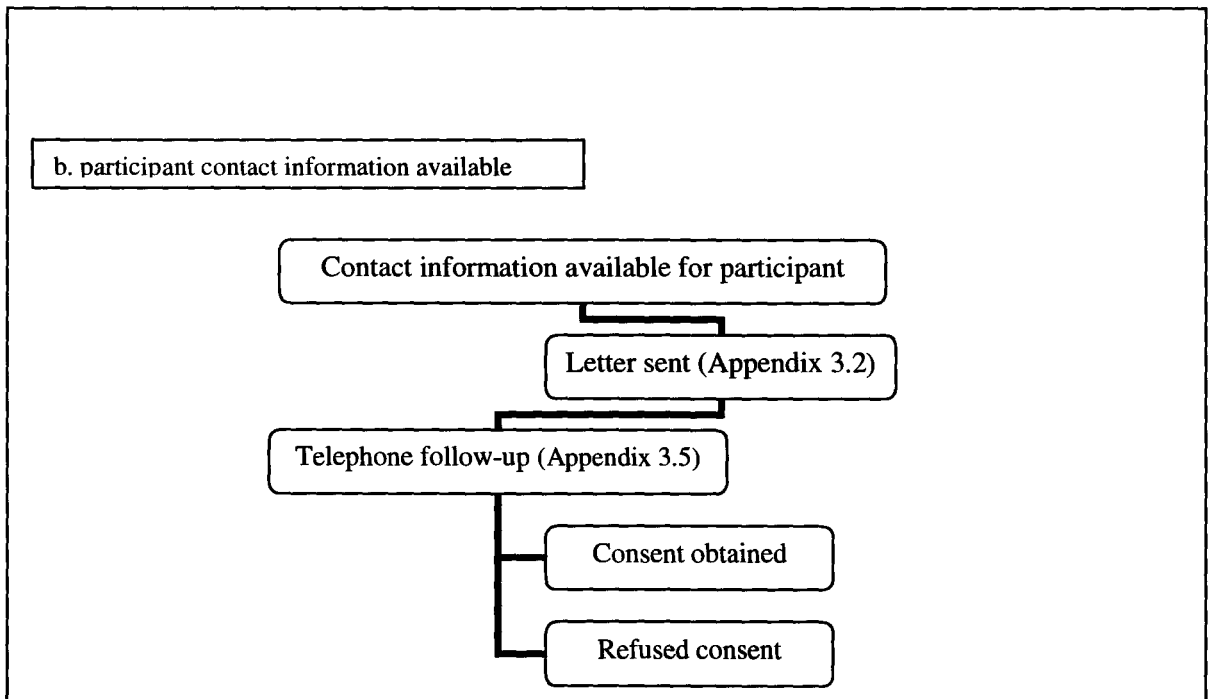 b. participant contact information available
Contact information available for participant
Letter sent (Appendix 3.2)
Telephone follow-up (Appendix 3.5)
Consent obtained
Refused consent